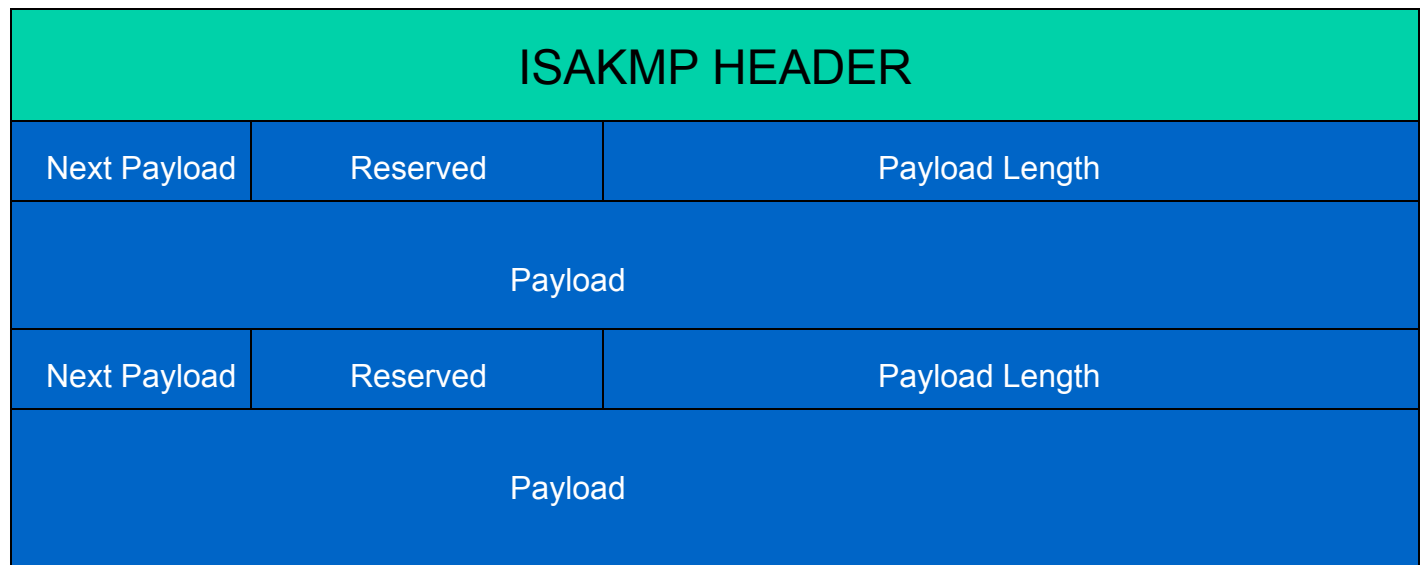 ISAKMP HEADER
Next Payload Reserved Payload Length
Payload
Next Payload Reserved Payload Length
Payload